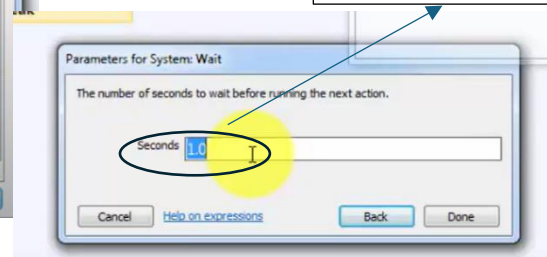 Parameters for System: Wait
The number of seconds to wait before running the next action.
Seconds 1.0
Cancel Help on expressions Back Done